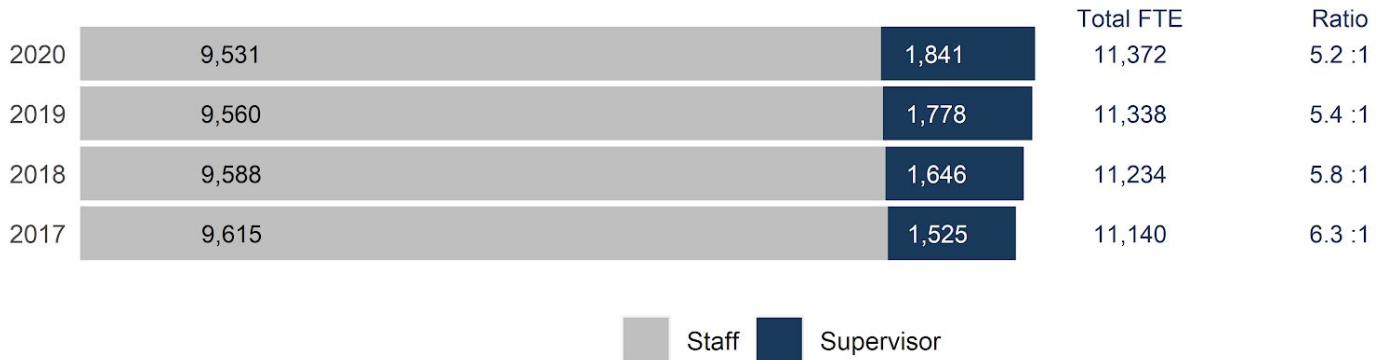 Total FTE Ratio
2020 9,531 1,841 11,372 5.2 :1
2019 9,560 1,778 11,338 5.4 :1
2018 9,588 1,646 11,234 5.8 :1
2017 9,615 1,525 11,140 6.3 :1
Staff Supervisor